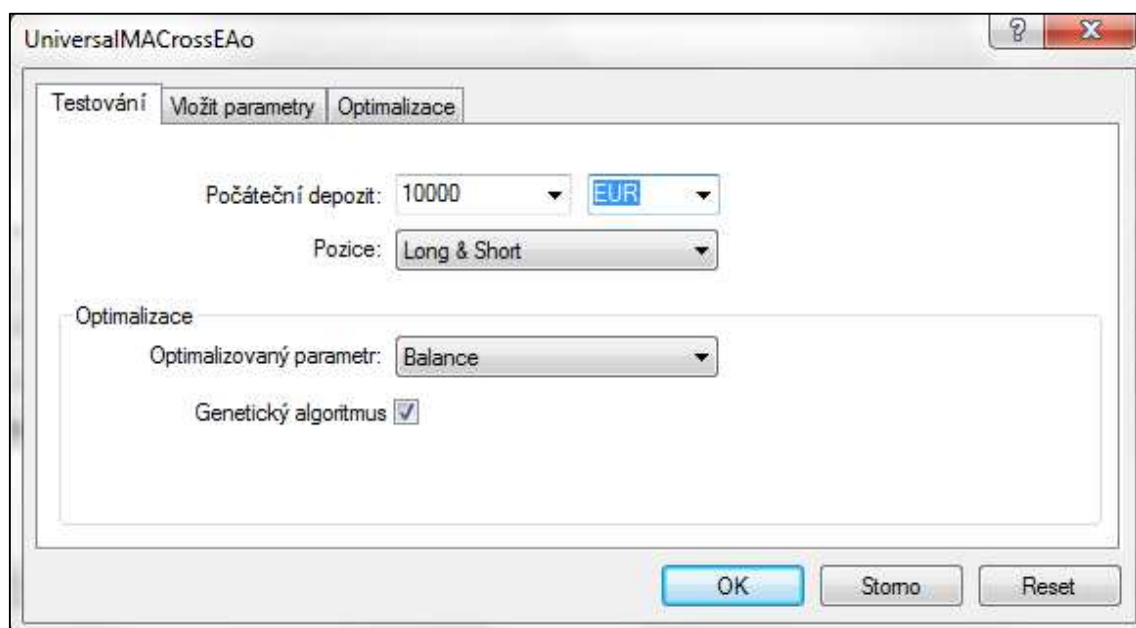 UniversalMACrossEAo
?
Testování Vložit parametry Optimalizace
Počáteční depozit: 10000 EUR
Pozice: Long & Short
Optimalizace
Optimalizovaný parametr: Balance
Genetický algoritmus
OK Storno Reset